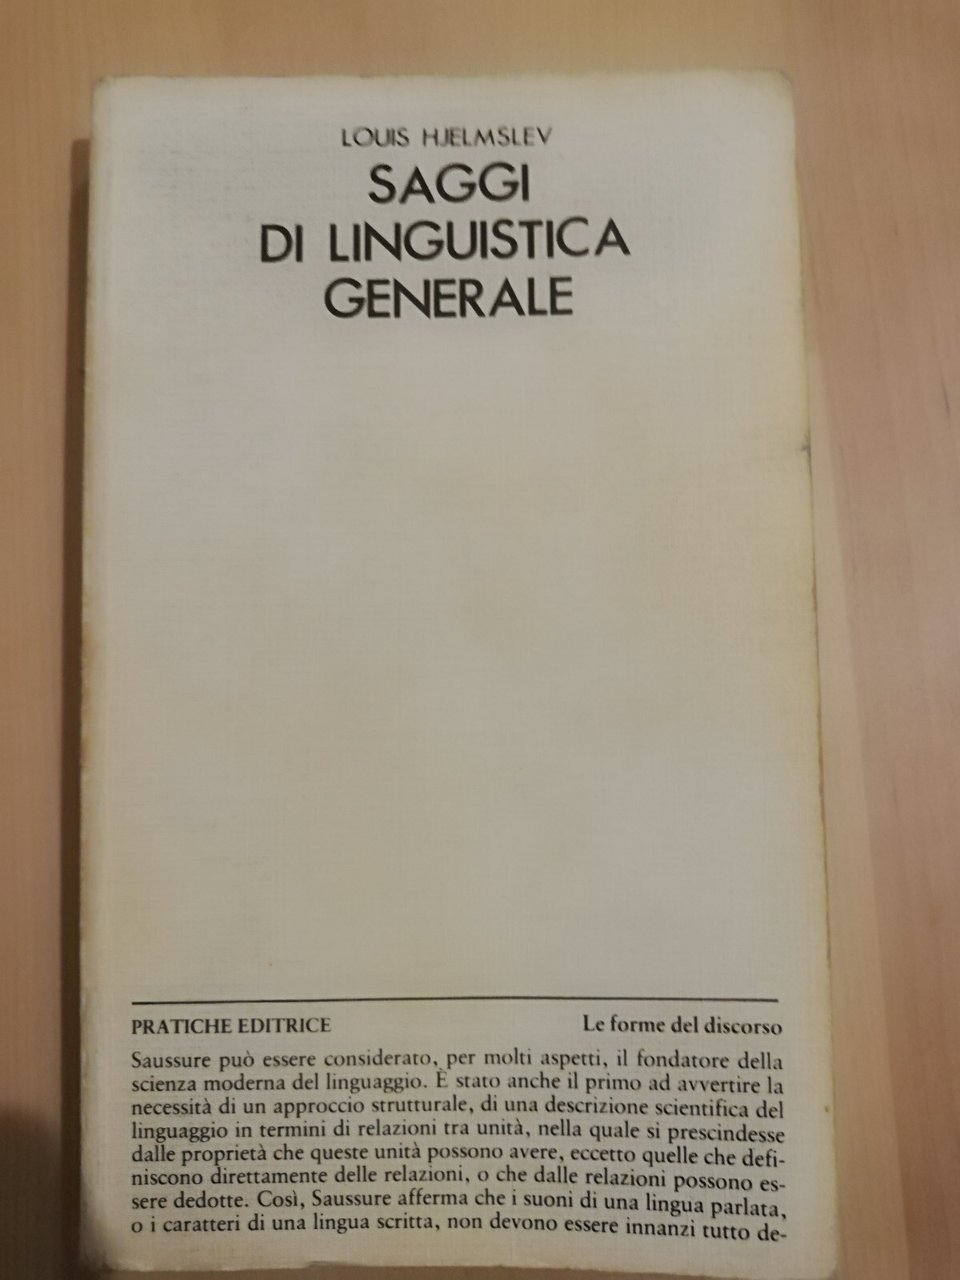 LOUIS HJELMSLEV
SAGGI
DI LINGUISTICA
GENERALE
PRATICHE EDITRICE Le forme del discorso
Saussure può essere considerato, per molti aspetti, il fondatore della
scienza moderna del linguaggio. È stato anche il primo ad avvertire la
necessità di un approccio strutturale, di una descrizione scientifica del
linguaggio in termini di relazioni tra unità, nella quale si prescindesse
dalle proprietà che queste unità possono avere, eccetto quelle che defi-
niscono direttamente delle relazioni, o che dalle relazioni possono es-
sere dedotte. Così, Saussure afferma che i suoni di una lingua parlata,
o i caratteri di una lingua scritta, non devono essere innanzi tutto de-